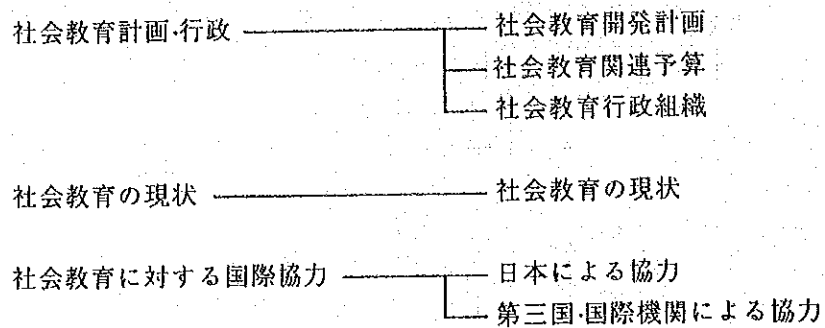 社会教育計画·行政 社会教育開発計画
社会教育関連予算
社会教育行政組織
社会教育の現状 社会教育の現状
社会教育に対する国際協力 日本による協力
第三国·国際機関による協力